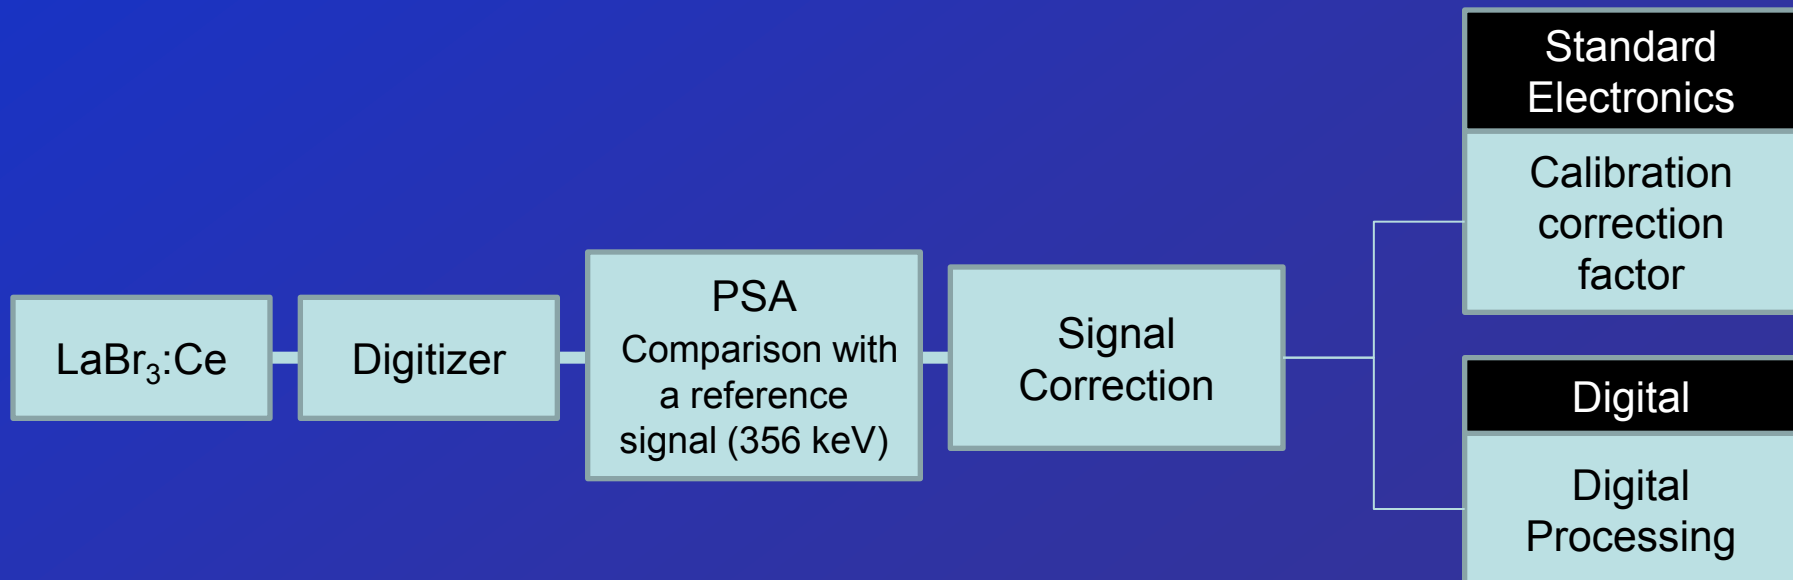 LaBr₃:Ce
Digitizer
PSA
Comparison with
a reference
signal (356 keV)
Signal
Correction
Standard
Electronics
Calibration
correction
factor
Digital
Digital
Processing